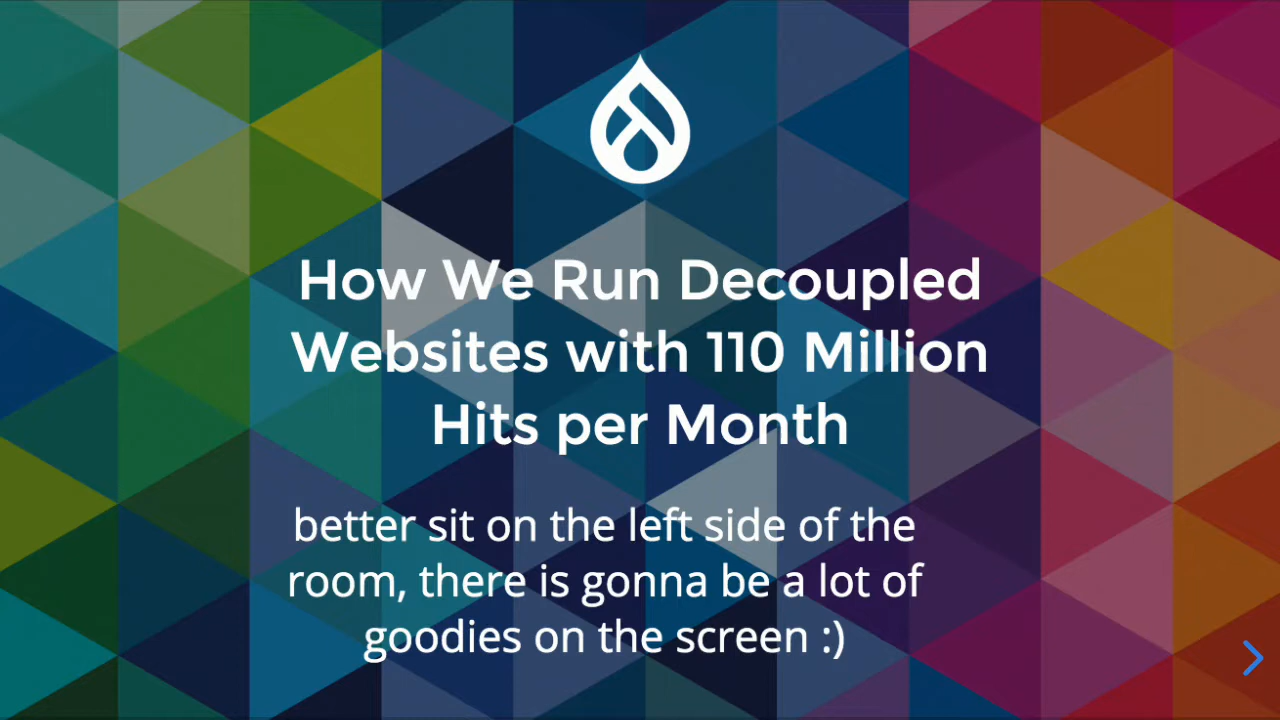 How We Run Decoupled
Websites with 110 Million
Hits per Month
better sit on the left side of the
room, there is gonna be a lot of
goodies on the screen :)